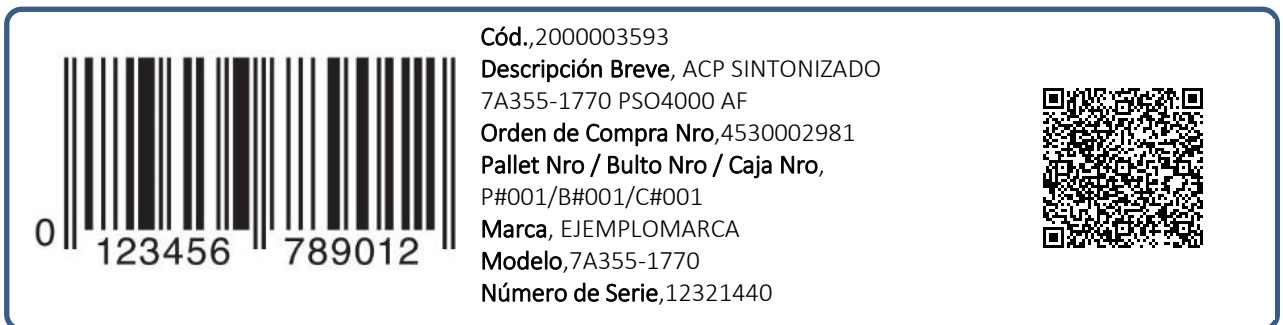 0 123456 789012
Cód.,2000003593
Descripción Breve, ACP SINTONIZADO
7A355-1770 PSO4000 AF
Orden de Compra Nro,4530002981
Pallet Nro / Bulto Nro / Caja Nro,
P#001/B#001/C#001
Marca, EJEMPLOMARCA
Modelo,7A355-1770
Número de Serie,12321440